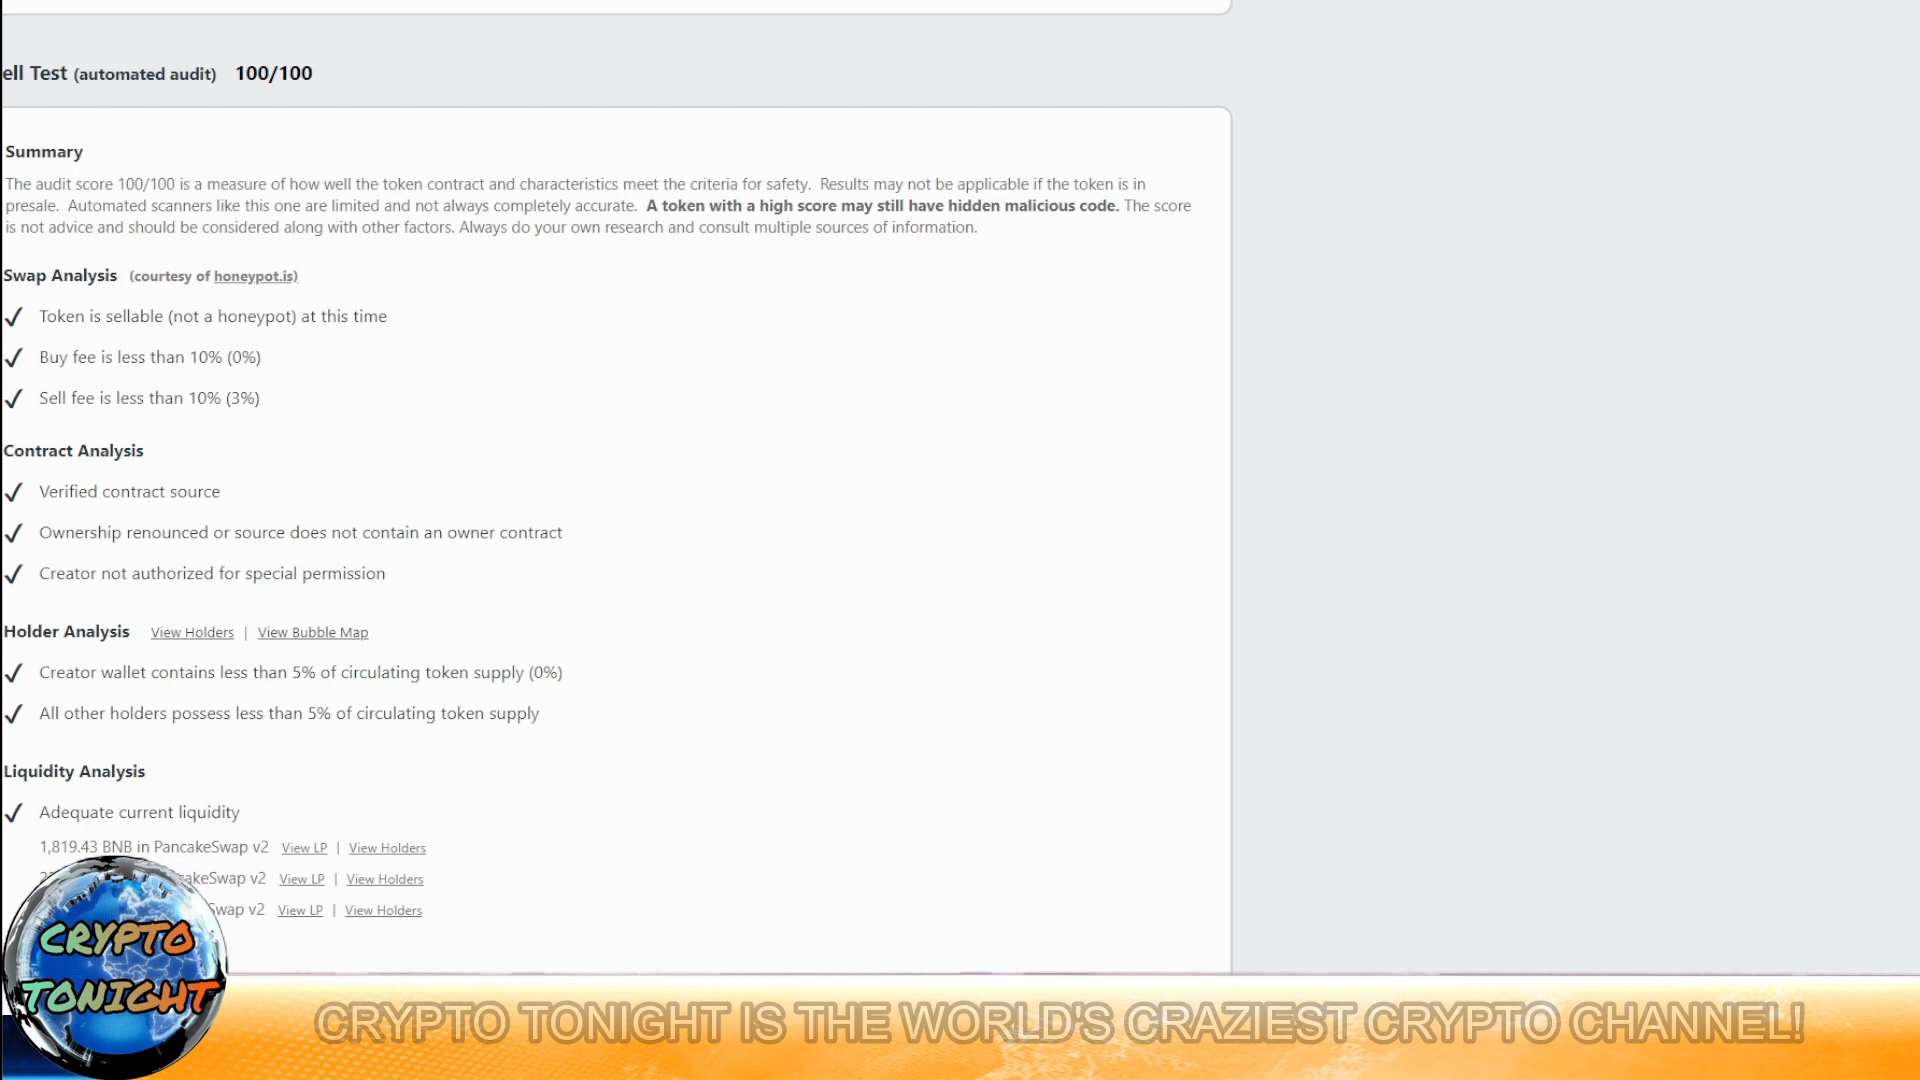 ell Test (automated audit) 100/100
Summary
The audit score 100/100 is a measure of how well the token contract and characteristics meet the criteria for safety. Results may not be applicable if the token is in
presale. Automated scanners like this one are limited and not always completely accurate. A token with a high score may still have hidden malicious code. The score
is not advice and should be considered along with other factors. Always do your own research and consult multiple sources of information.
Swap Analysis (courtesy of honeypot.is)
✓ Token is sellable (not a honeypot) at this time
✓ Buy fee is less than 10% (0%)
✓ Sell fee is less than 10% (3%)
Contract Analysis
✓ Verified contract source
✓ Ownership renounced or source does not contain an owner contract
✓ Creator not authorized for special permission
Holder Analysis View Holders | View Bubble Map
✓ Creator wallet contains less than 5% of circulating token supply (0%)
✓ All other holders possess less than 5% of circulating token supply
Liquidity Analysis
✓ Adequate current liquidity
1,819.43 BNB in PancakeSwap v2 View LP | View Holders
akeSwap v2 View LP | View Holders
Swap v2 View LP | View Holders
CRYPTO
TONIGHT
CRYPTO TONIGHT IS THE WORLD'S CRAZIEST CRYPTO CHANNEL!